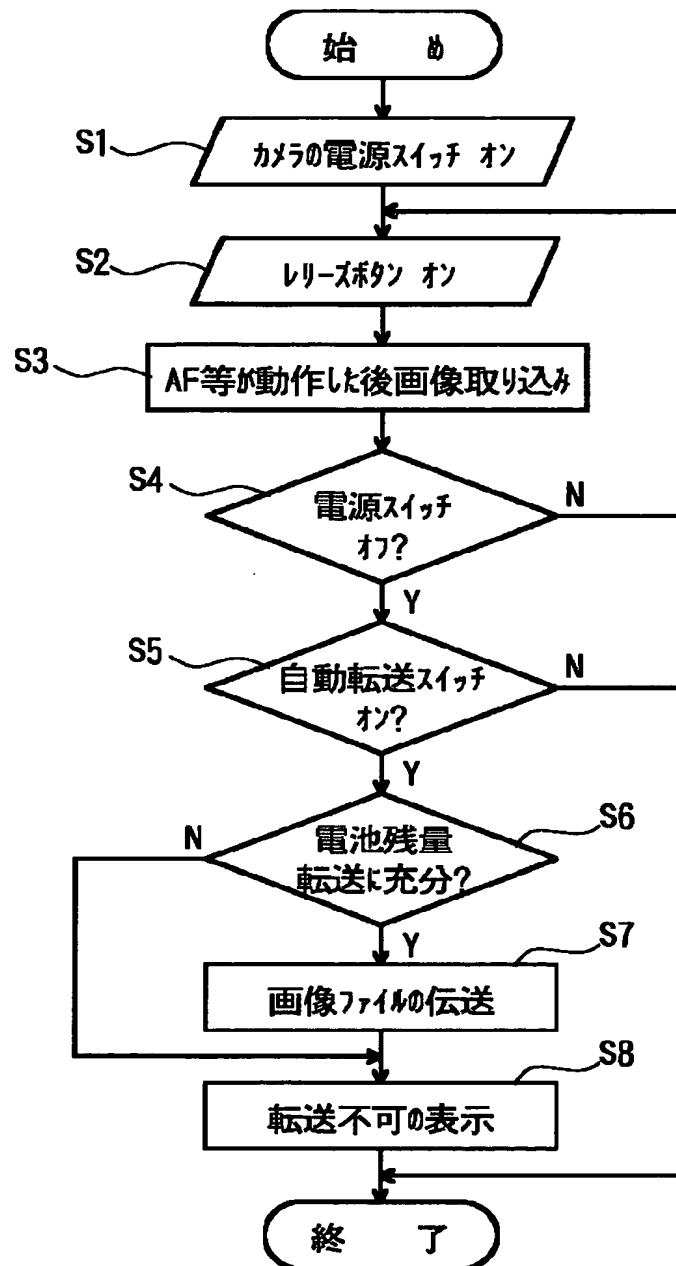 始 め
S1
カメラの電源スイッチ オン
S2
レリーズボタン オン
S3
AF等が動作した後画像取り込み
S4
電源スイッチ
オフ?
N
Y
S5
自動転送スイッチ
オン?
N
Y
S6
電池残量
転送に充分?
N
Y
S7
画像ファイルの伝送
S8
転送不可の表示
終 了